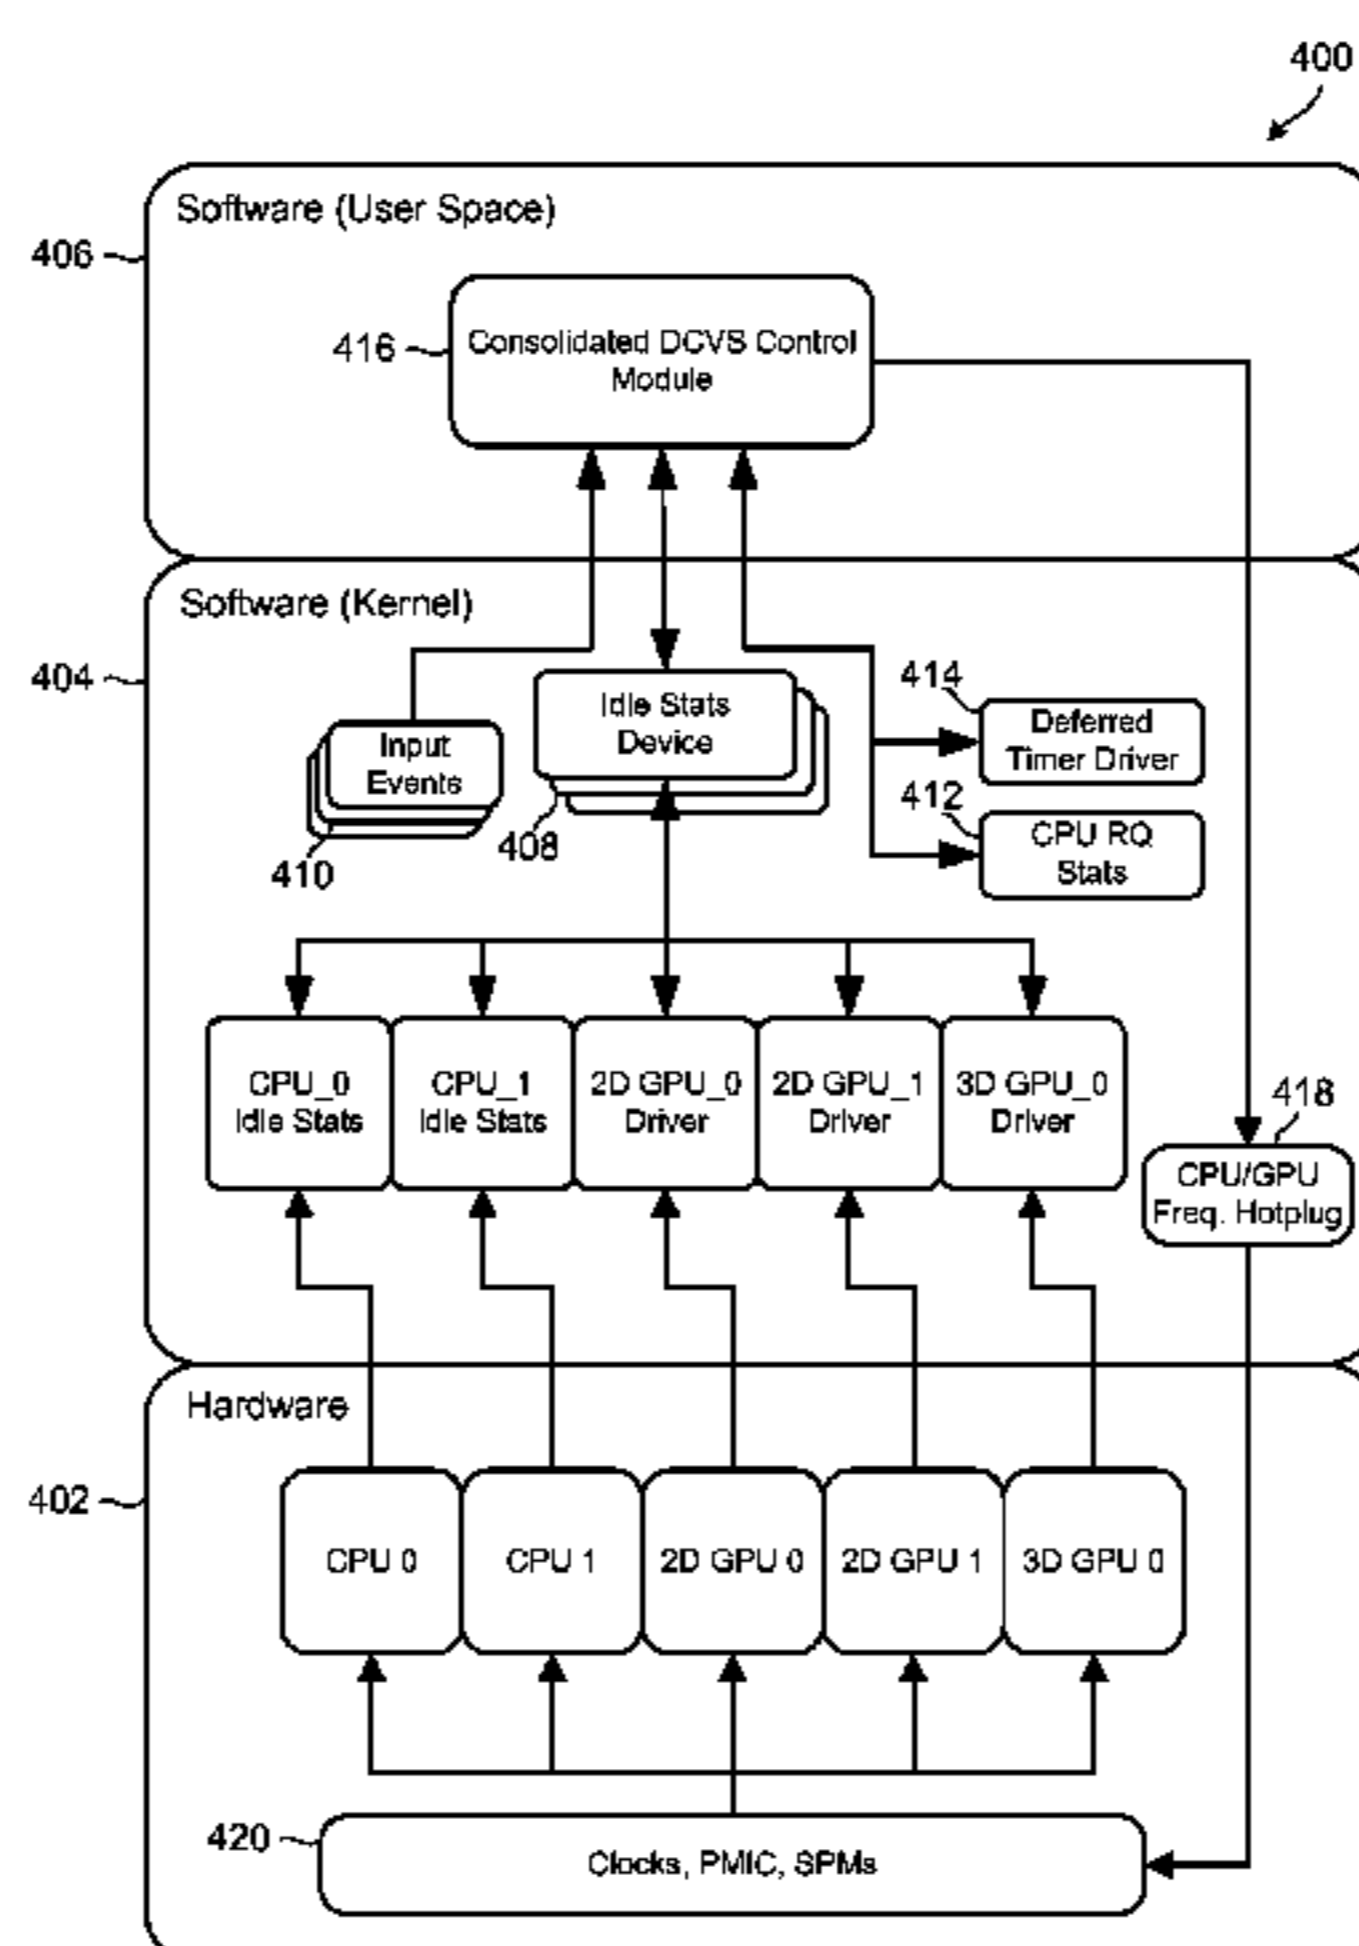 400
Software (User Space)
406
416
Consolidated DCVS Control
Module
Software (Kernel)
404
Input
Events
410
Idle Stats
Device
408
414
Deferred
Timer Driver
412
CPU RQ
Stats
CPU_0
Idle Stats
CPU_1
Idle Stats
2D GPU_0
Driver
2D GPU_1
Driver
3D GPU_0
Driver
418
CPU/GPU
Freq. Hotplug
Hardware
402
CPU 0
CPU 1
2D GPU 0
2D GPU 1
3D GPU 0
420
Clocks, PMIC, SPMs